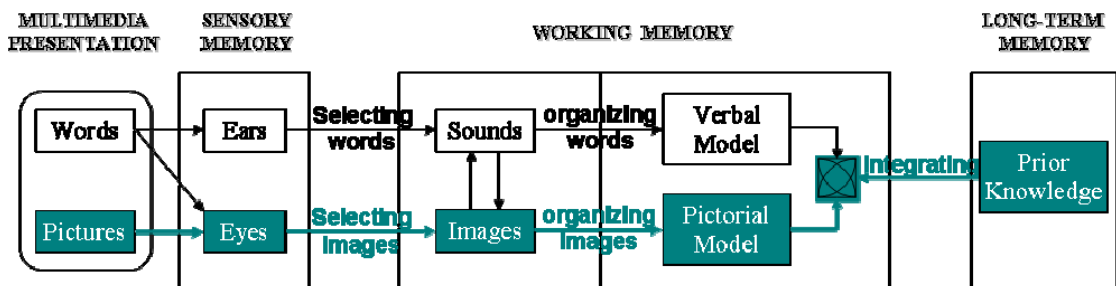 MULTIMEDIA
PRESENTATION
SENSORY
MEMORY
WORKING MEMORY
LONG-TERM
MEMORY
Words
Ears
Selecting
words
Sounds
organizing
words
Verbal
Model
integrating
Prior
Knowledge
Pictures
Eyes
Selecting
images
Images
organizing
images
Pictorial
Model